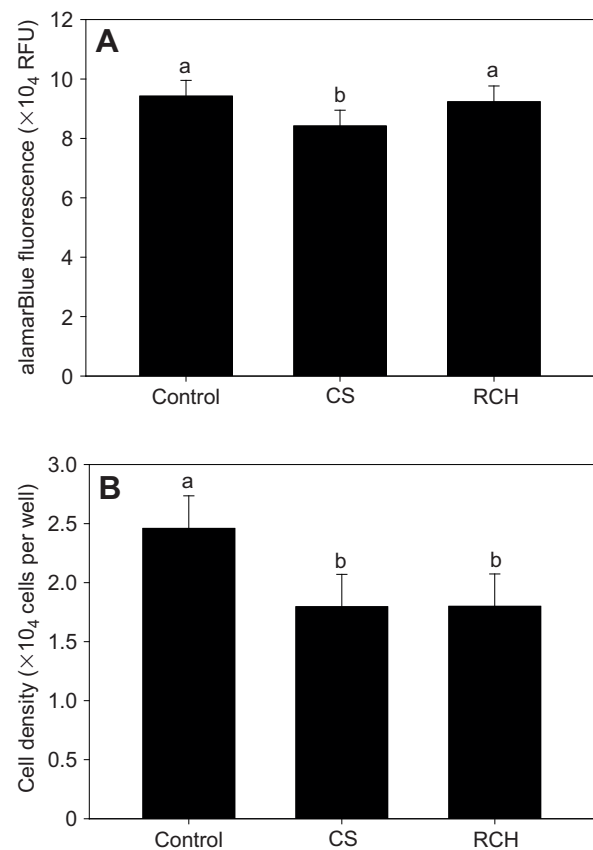 A
alamarBlue fluorescence (×10₄ RFU)
12
10
8
6
4
2
0
a
b
a
Control
CS
RCH
B
Cell density (×10₄ cells per well)
3.0
2.5
2.0
1.5
1.0
0.5
0
a
b
b
Control
CS
RCH